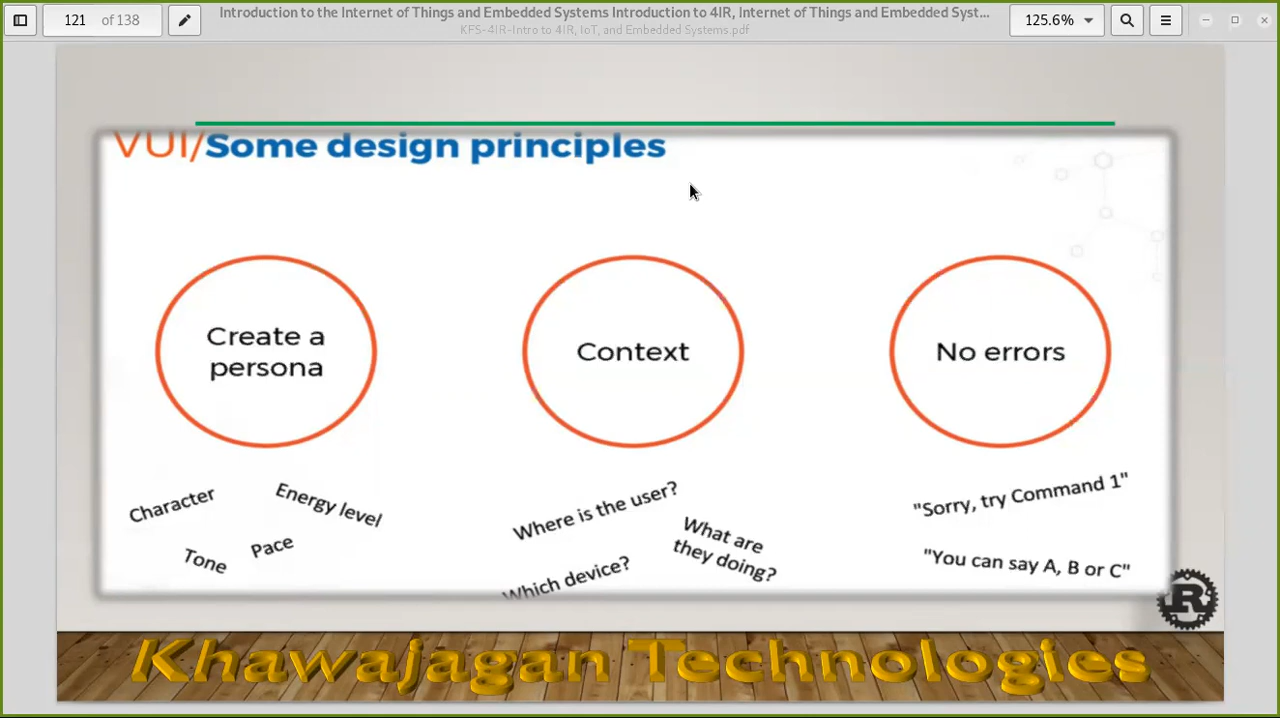 Introduction to the Internet of Things and Embedded Systems Introduction to 4IR, Internet of Things and Embedded Syst...
121 of 138
125.6%
KFS-4IR-Intro to 4IR, IoT, and Embedded Systems.pdf
VUI/Some design principles
Create a
persona
Context
No errors
Character
Energy level
Tone
Pace
Where is the user?
What are
they doing?
Which device?
"Sorry, try Command 1"
"You can say A, B or C"
R
Khawajagan Technologies